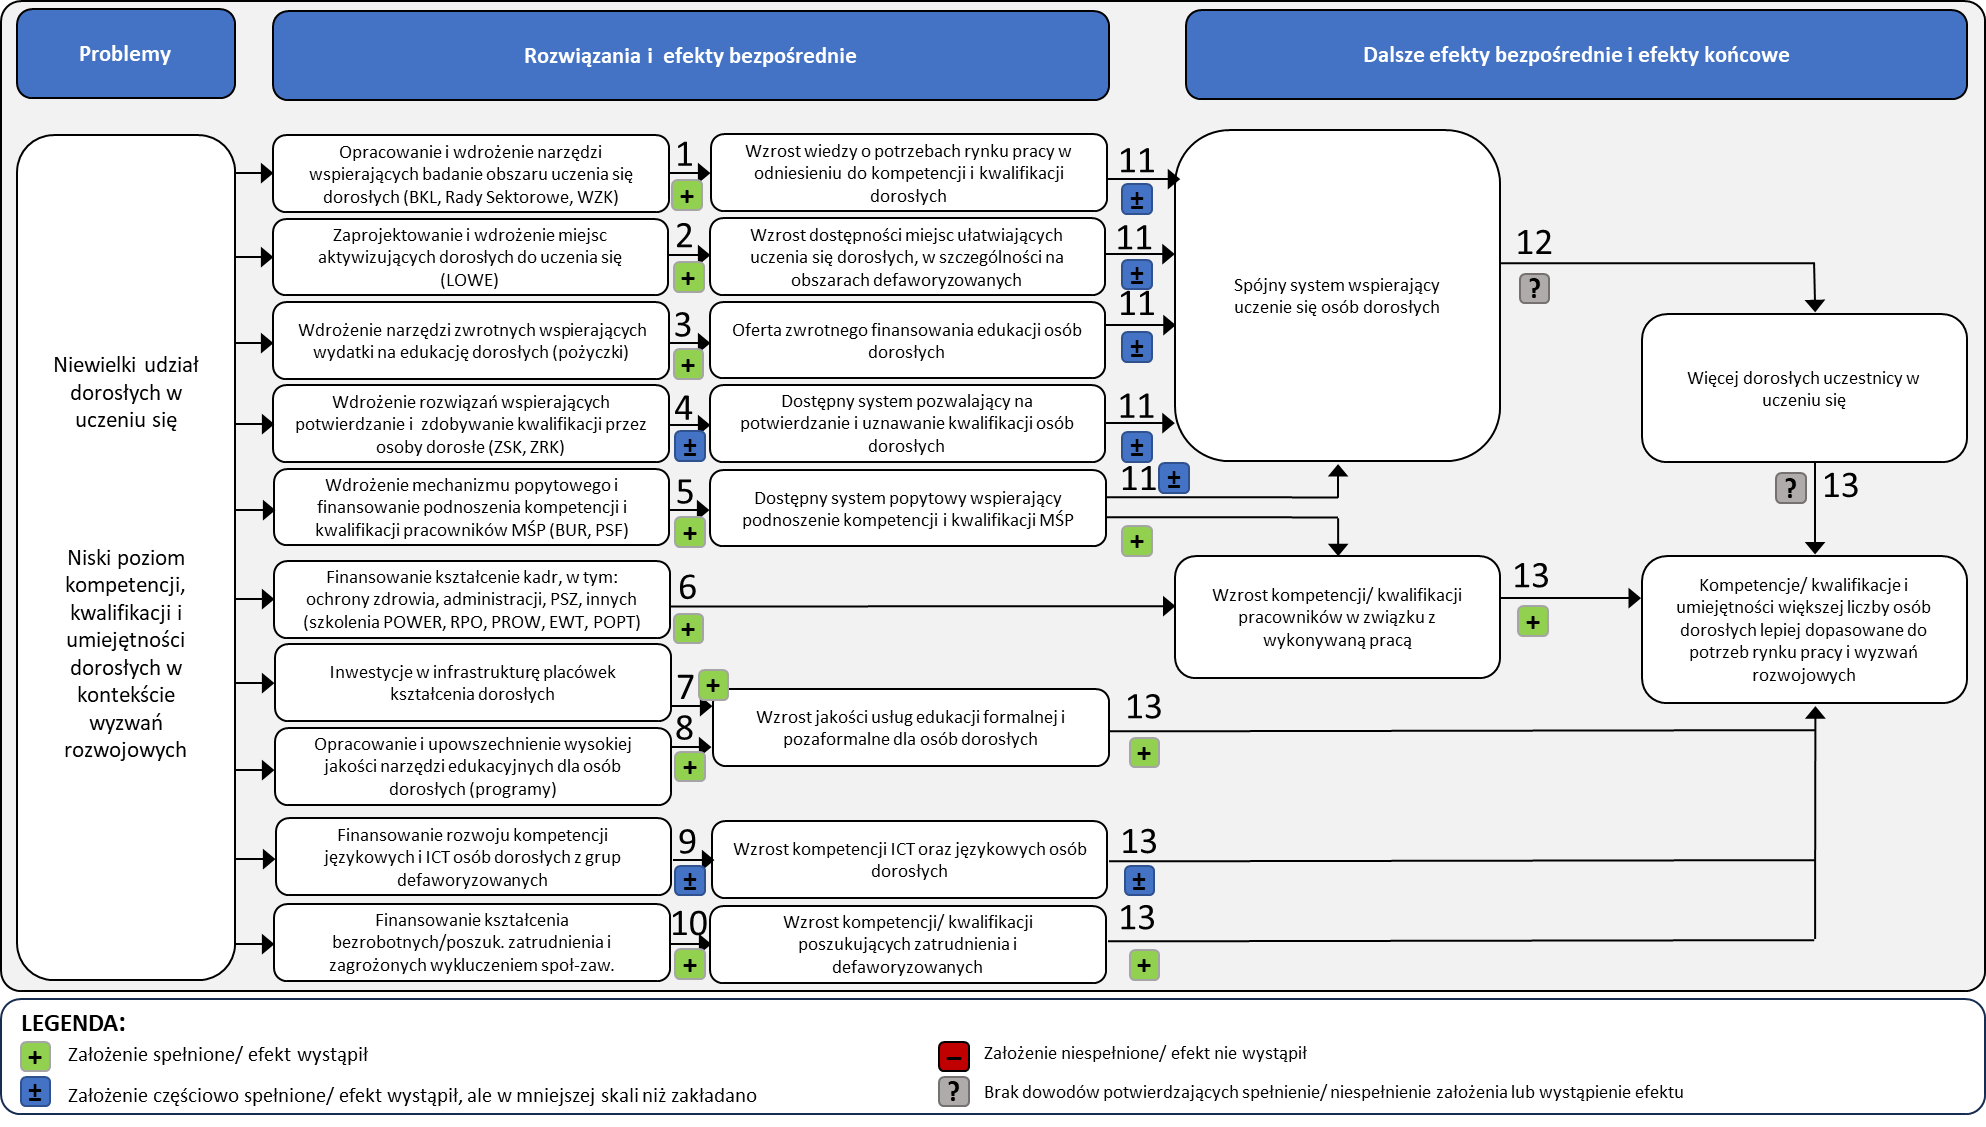 Problemy
Rozwiązania i efekty bezpośrednie
Dalsze efekty bezpośrednie i efekty końcowe
Niewielki udział
dorosłych w
uczeniu się
Niski poziom
kompetencji,
kwalifikacji i
umiejętności
dorosłych w
kontekście
wyzwań
rozwojowych
Opracowanie i wdrożenie narzędzi
wspierających badanie obszaru uczenia się
dorosłych (BKL, Rady Sektorowe, WZK)
1
+
Wzrost wiedzy o potrzebach rynku pracy w
odniesieniu do kompetencji i kwalifikacji
dorosłych
11
±
Zaprojektowanie i wdrożenie miejsc
aktywizujących dorosłych do uczenia się
(LOWE)
2
+
Wzrost dostępności miejsc ułatwiających
uczenia się dorosłych, w szczególności na
obszarach defaworyzowanych
11
±
Wdrożenie narzędzi zwrotnych wspierających
wydatki na edukację dorosłych (pożyczki)
3
+
Oferta zwrotnego finansowania edukacji osób
dorosłych
11
±
Wdrożenie rozwiązań wspierających
potwierdzanie i zdobywanie kwalifikacji przez
osoby dorosłe (ZSK, ZRK)
4
±
Dostępny system pozwalający na
potwierdzanie i uznawanie kwalifikacji osób
dorosłych
11
±
Wdrożenie mechanizmu popytowego i
finansowanie podnoszenia kompetencji i
kwalifikacji pracowników MŚP (BUR, PSF)
5
+
Dostępny system popytowy wspierający
podnoszenie kompetencji i kwalifikacji MŚP
11 ±
+
Finansowanie kształcenie kadr, w tym:
ochrony zdrowia, administracji, PSZ, innych
(szkolenia POWER, RPO, PROW, EWT, POPT)
6
+
Inwestycje w infrastrukturę placówek
kształcenia dorosłych
7 +
Opracowanie i upowszechnienie wysokiej
jakości narzędzi edukacyjnych dla osób
dorosłych (programy)
8
+
Wzrost jakości usług edukacji formalnej i
pozaformalne dla osób dorosłych
13
+
Finansowanie rozwoju kompetencji
językowych i ICT osób dorosłych z grup
defaworyzowanych
9
±
Wzrost kompetencji ICT oraz językowych osób
dorosłych
13
±
Finansowanie kształcenia
bezrobotnych/poszuk. zatrudnienia i
zagrożonych wykluczeniem społ-zaw.
10
+
Wzrost kompetencji/ kwalifikacji
poszukujących zatrudnienia i
defaworyzowanych
13
+
Spójny system wspierający
uczenie się osób dorosłych
12
?
Więcej dorosłych uczestnicy w
uczeniu się
? 13
Wzrost kompetencji/ kwalifikacji
pracowników w związku z
wykonywaną pracą
13
+
Kompetencje/ kwalifikacje i
umiejętności większej liczby osób
dorosłych lepiej dopasowane do
potrzeb rynku pracy i wyzwań
rozwojowych
LEGENDA:
+ Założenie spełnione/ efekt wystąpił
± Założenie częściowo spełnione/ efekt wystąpił, ale w mniejszej skali niż zakładano
– Założenie niespełnione/ efekt nie wystąpił
? Brak dowodów potwierdzających spełnienie/ niespełnienie założenia lub wystąpienie efektu